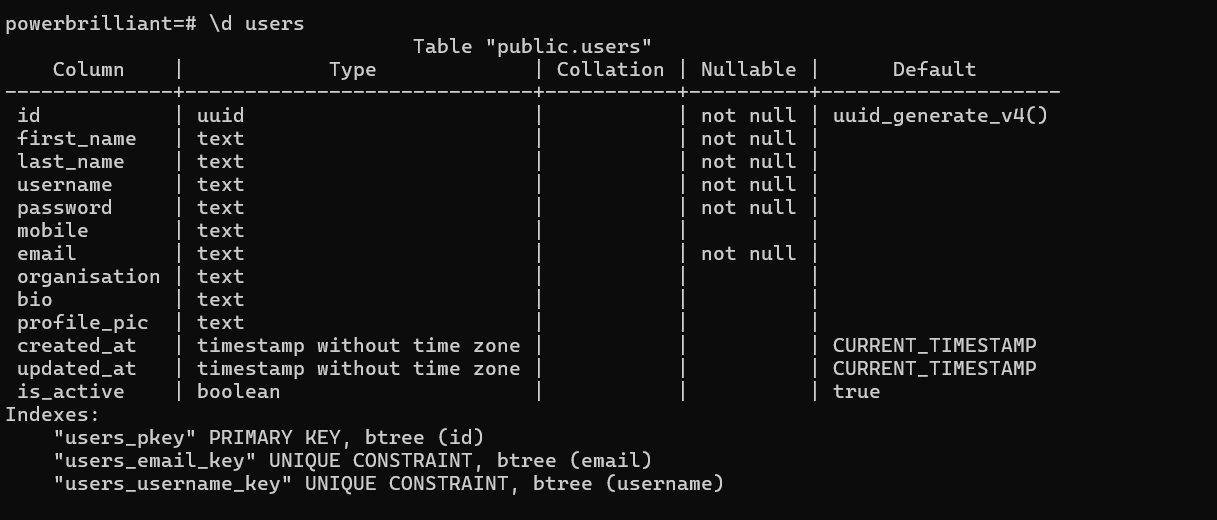 powerbrilliant=# \d users
                                  Table "public.users"
    Column    |            Type             | Collation | Nullable |      Default
--------------+-----------------------------+-----------+----------+--------------------
 id           | uuid                        |           | not null | uuid_generate_v4()
 first_name   | text                        |           | not null |
 last_name    | text                        |           | not null |
 username     | text                        |           | not null |
 password     | text                        |           | not null |
 mobile       | text                        |           |          |
 email        | text                        |           | not null |
 organisation | text                        |           |          |
 bio          | text                        |           |          |
 profile_pic  | text                        |           |          |
 created_at   | timestamp without time zone |           |          | CURRENT_TIMESTAMP
 updated_at   | timestamp without time zone |           |          | CURRENT_TIMESTAMP
 is_active    | boolean                     |           |          | true
Indexes:
    "users_pkey" PRIMARY KEY, btree (id)
    "users_email_key" UNIQUE CONSTRAINT, btree (email)
    "users_username_key" UNIQUE CONSTRAINT, btree (username)